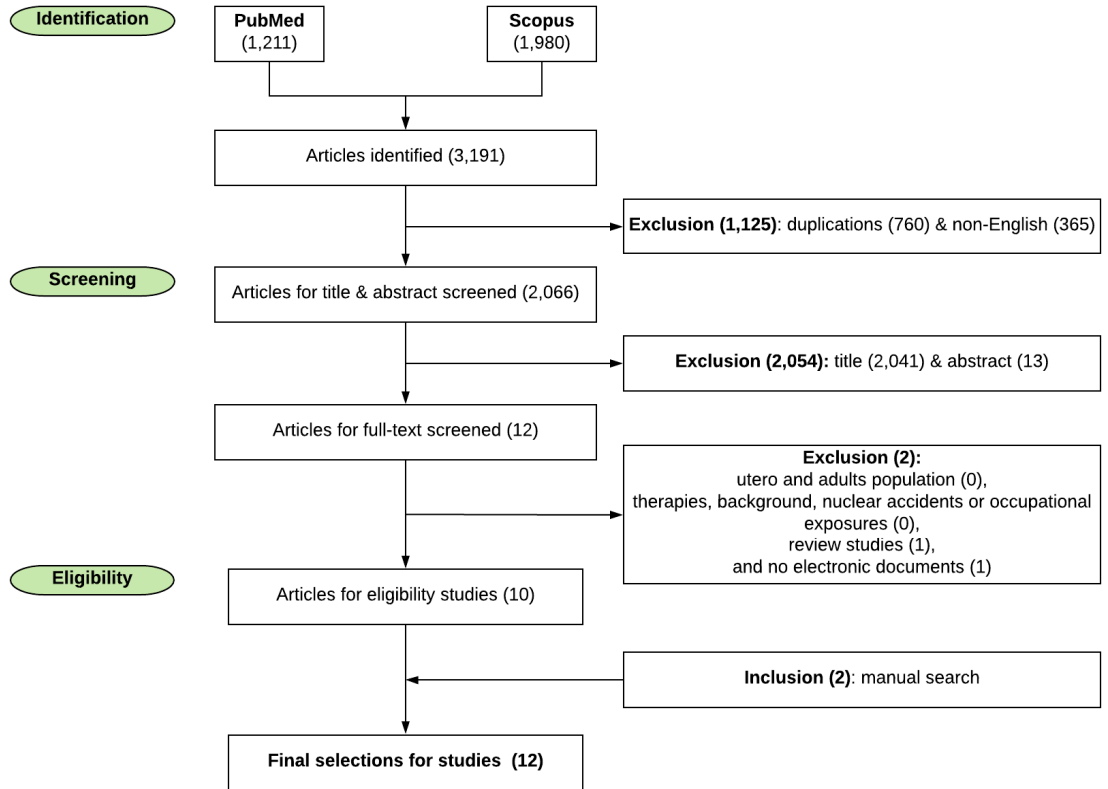 Identification
PubMed
(1,211)
Scopus
(1,980)
Articles identified (3,191)
Exclusion (1,125): duplications (760) & non-English (365)
Screening
Articles for title & abstract screened (2,066)
Exclusion (2,054): title (2,041) & abstract (13)
Articles for full-text screened (12)
Exclusion (2):
utero and adults population (0),
therapies, background, nuclear accidents or occupational
exposures (0),
review studies (1),
and no electronic documents (1)
Eligibility
Articles for eligibility studies (10)
Inclusion (2): manual search
Final selections for studies (12)